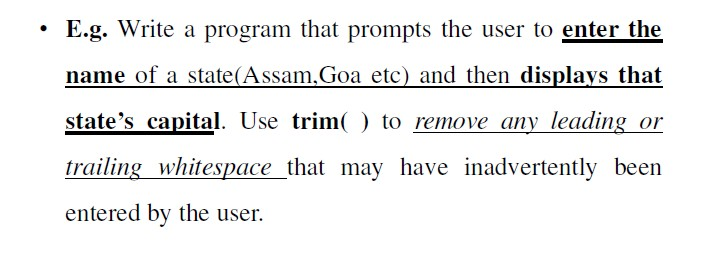 • E.g. Write a program that prompts the user to enter the
name of a state(Assam,Goa etc) and then displays that
state’s capital. Use trim( ) to remove any leading or
trailing whitespace that may have inadvertently been
entered by the user.